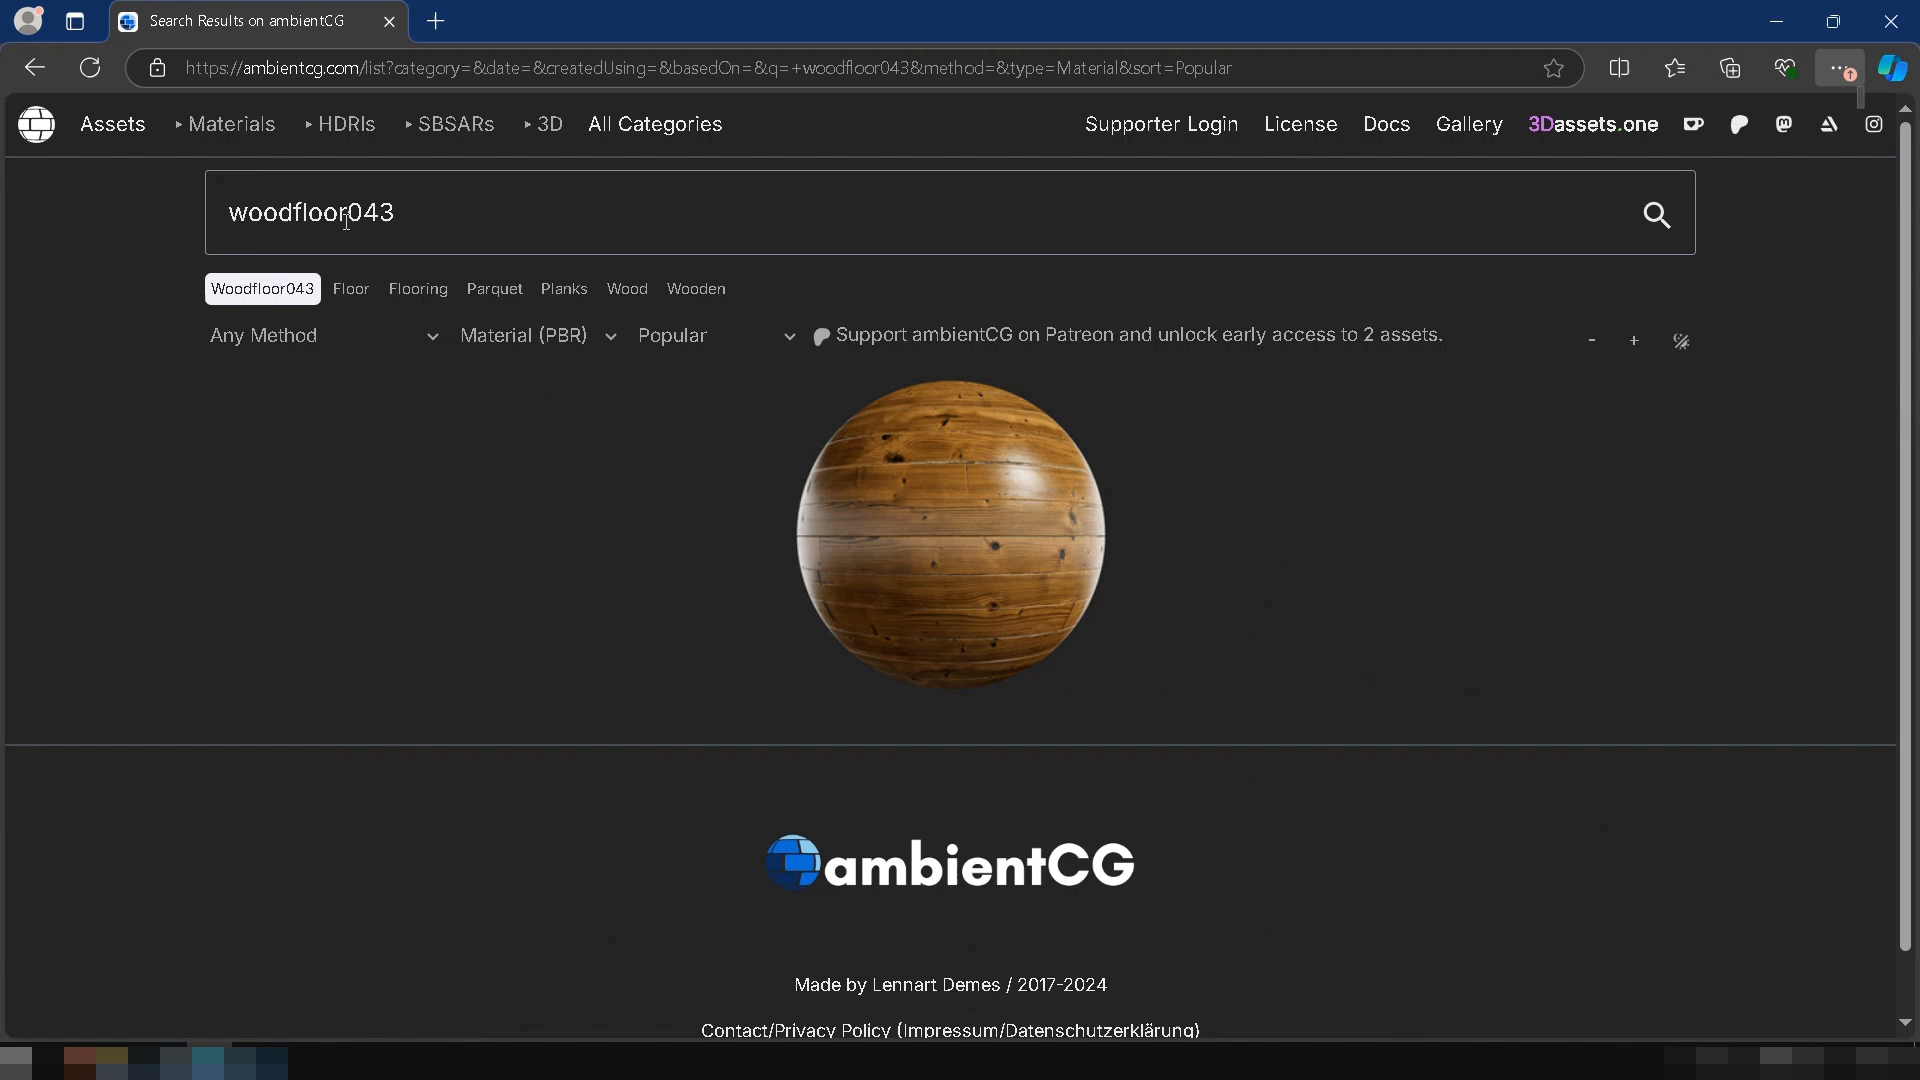 Search Results on ambientCG
https://ambientcg.com/list?category=&date=&createdUsing=&basedOn=&q=+woodfloor043&method=&type=Material&sort=Popular
Assets Materials HDRIs SBSARs 3D All Categories Supporter Login License Docs Gallery 3Dassets.one
woodfloor043
Woodfloor043 Floor Flooring Parquet Planks Wood Wooden
Any Method Material (PBR) Popular Support ambientCG on Patreon and unlock early access to 2 assets. - +
ambientCG
Made by Lennart Demes / 2017-2024
Contact/Privacy Policy (Impressum/Datenschutzerklärung)